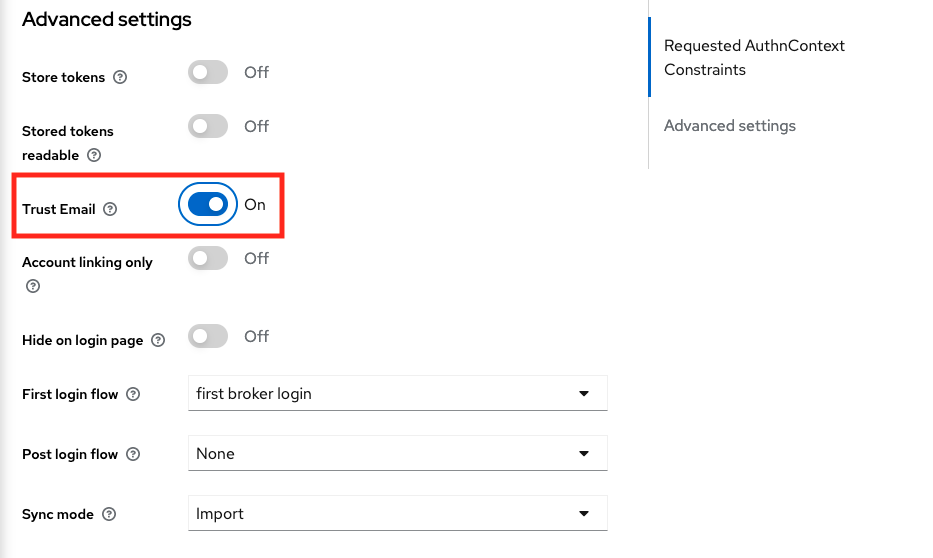 Advanced settings
Store tokens
Off
Stored tokens
readable
Off
Trust Email
On
Account linking only
Off
Hide on login page
Off
First login flow
first broker login
Post login flow
None
Sync mode
Import
Requested AuthnContext
Constraints
Advanced settings